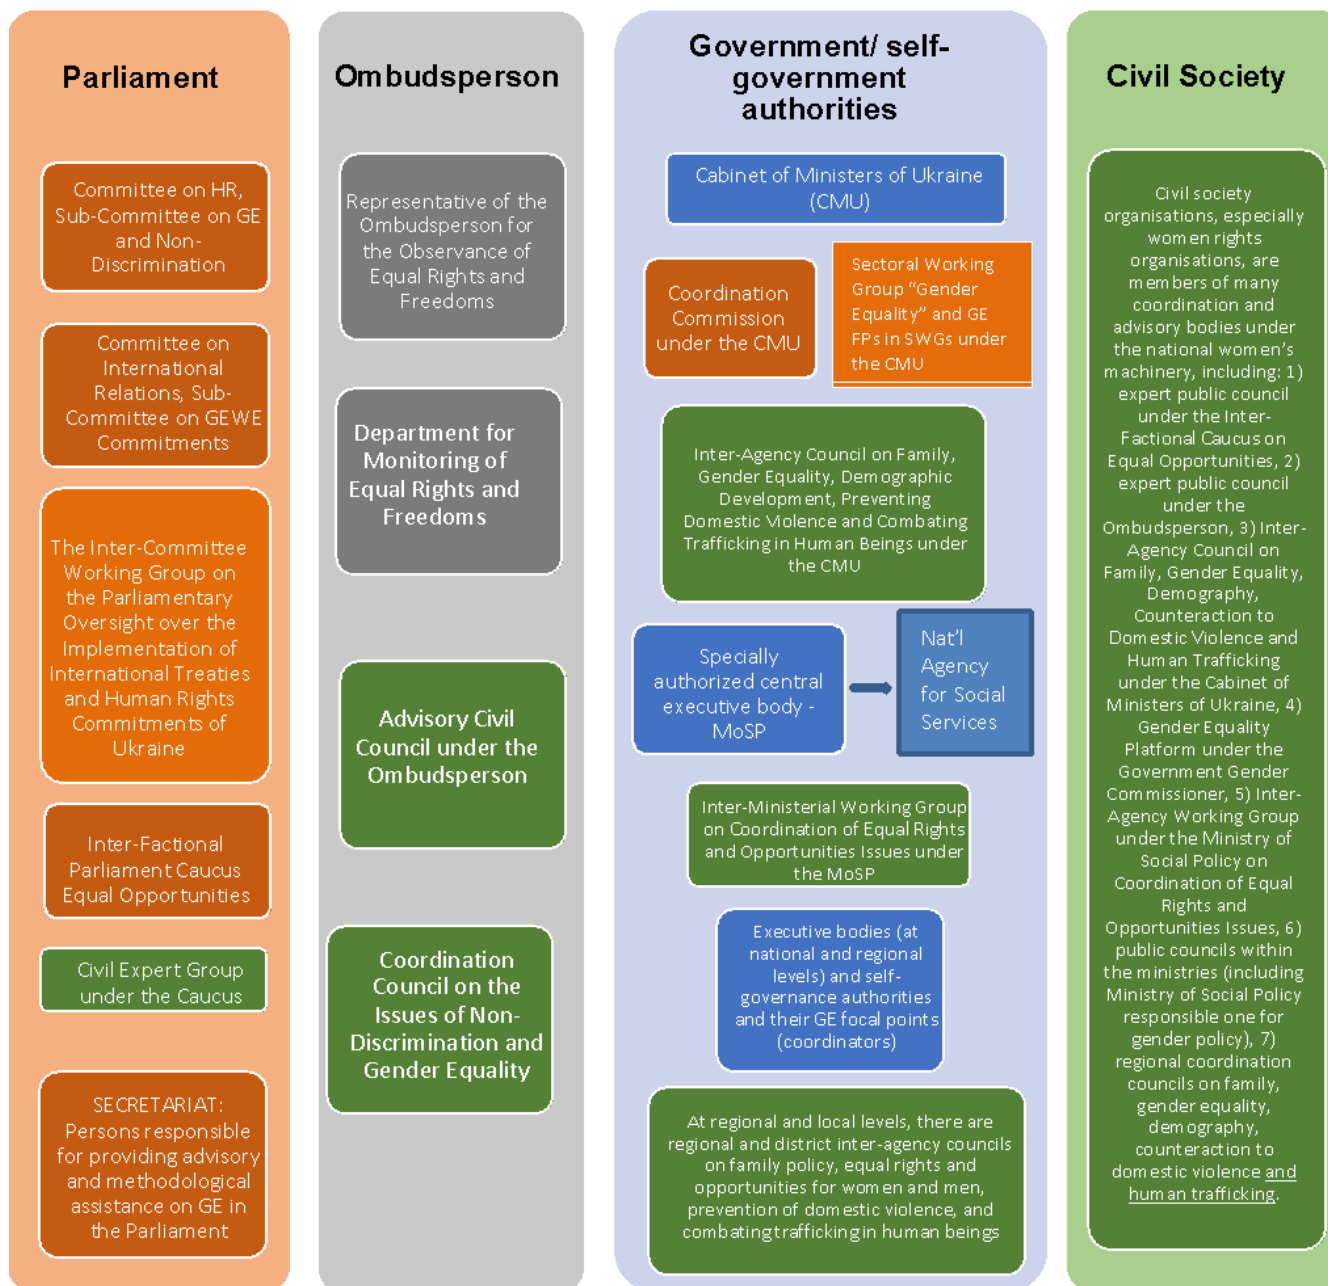 Parliament
Committee on HR,
Sub-Committee on GE
and Non-
Discrimination
Committee on
International
Relations, Sub-
Committee on GEWE
Commitments
The Inter-Committee
Working Group on
the Parliamentary
Oversight over the
Implementation of
International Treaties
and Human Rights
Commitments of
Ukraine
Inter-Factional
Parliament Caucus
Equal Opportunities
Civil Expert Group
under the Caucus
SECRETARIAT:
Persons responsible
for providing advisory
and methodological
assistance on GE in
the Parliament
Ombudsperson
Representative of the
Ombudsperson for
the Observance of
Equal Rights and
Freedoms
Department for
Monitoring of
Equal Rights and
Freedoms
Advisory Civil
Council under the
Ombudsperson
Coordination
Council on the
Issues of Non-
Discrimination and
Gender Equality
Government/ self-
government
authorities
Cabinet of Ministers of Ukraine
(CMU)
Coordination
Commission
under the CMU
Sectoral Working
Group “Gender
Equality” and GE
FPs in SWGs under
the CMU
Inter-Agency Council on Family,
Gender Equality, Demographic
Development, Preventing
Domestic Violence and Combating
Trafficking in Human Beings under
the CMU
Specially
authorized central
executive body -
MoSP
Nat’l
Agency
for Social
Services
Inter-Ministerial Working Group
on Coordination of Equal Rights
and Opportunities Issues under
the MoSP
Executive bodies (at
national and regional
levels) and self-
governance authorities
and their GE focal points
(coordinators)
At regional and local levels, there are
regional and district inter-agency councils
on family policy, equal rights and
opportunities for women and men,
prevention of domestic violence, and
combating trafficking in human beings
Civil Society
Civil society
organisations, especially
women rights
organisations, are
members of many
coordination and
advisory bodies under
the national women’s
machinery, including: 1)
expert public council
under the Inter-
Factional Caucus on
Equal Opportunities, 2)
expert public council
under the
Ombudsperson, 3) Inter-
Agency Council on
Family, Gender Equality,
Demography,
Counteraction to
Domestic Violence and
Human Trafficking
under the Cabinet of
Ministers of Ukraine, 4)
Gender Equality
Platform under the
Government Gender
Commissioner, 5) Inter-
Agency Working Group
under the Ministry of
Social Policy on
Coordination of Equal
Rights and
Opportunities Issues, 6)
public councils within
the ministries (including
Ministry of Social Policy
responsible one for
gender policy), 7)
regional coordination
councils on family,
gender equality,
demography,
counteraction to
domestic violence and
human trafficking.